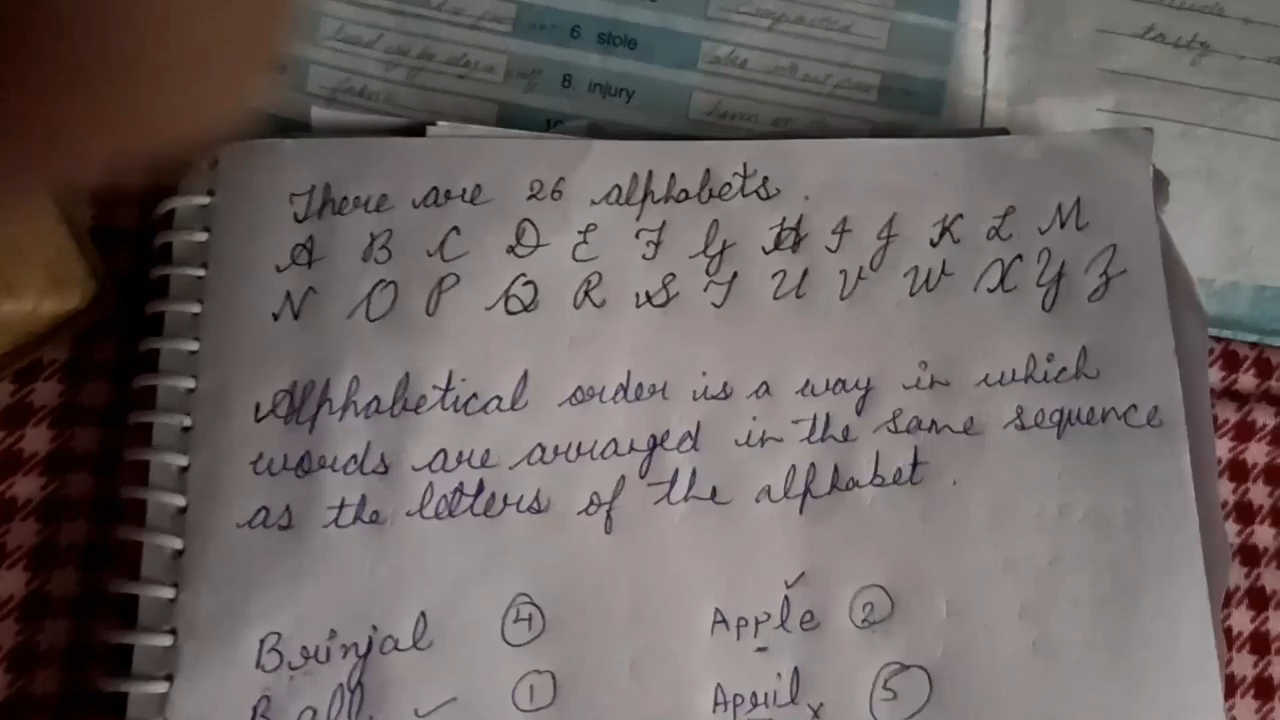 6. stole
8. injury
tasty
There are 26 alphabets.
A B C D E F G H I J K L M
N O P Q R S T U V W X Y Z
Alphabetical order is a way in which
words are arranged in the same sequence
as the letters of the alphabet.
Brinjal 4 Apple ✓ 2
Ball ✓ 1 April x 5